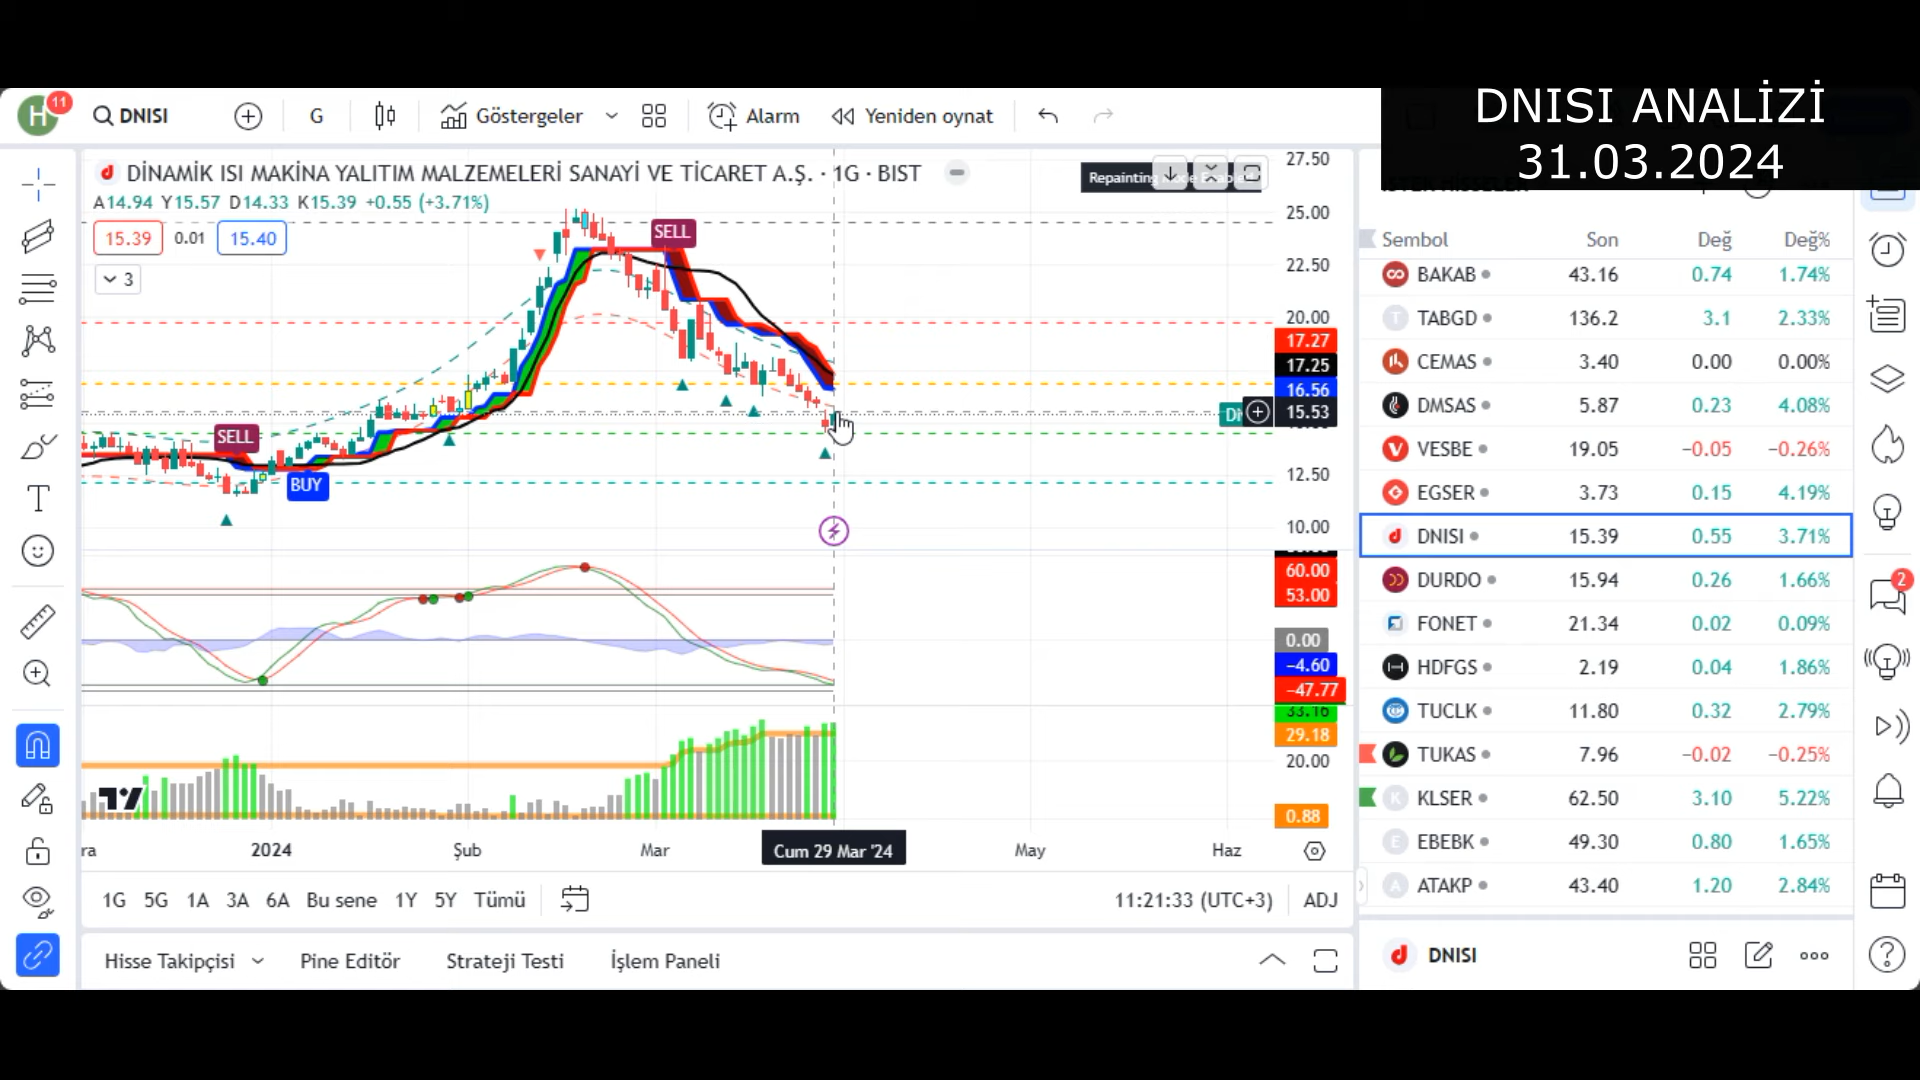 DNISI ANALİZİ
31.03.2024
H
11
DNISI
G
Göstergeler
Alarm
Yeniden oynat
DİNAMİK ISI MAKİNA YALITIM MALZEMELERİ SANAYİ VE TİCARET A.Ş. · 1G · BIST
A14.94 Y15.57 D14.33 K15.39 +0.55 (+3.71%)
15.39 0.01 15.40
3
Repainting
SELL
SELL
BUY
27.50
25.00
22.50
20.00
17.27
17.25
16.56
15.53
12.50
10.00
60.00
53.00
0.00
−4.60
−47.77
33.16
29.18
20.00
0.88
2024 Şub Mar Cum 29 Mar '24 May Haz
1G 5G 1A 3A 6A Bu sene 1Y 5Y Tümü
11:21:33 (UTC+3) ADJ
Hisse Takipçisi Pine Editör Strateji Testi İşlem Paneli
Sembol Son Değ Değ%
BAKAB 43.16 0.74 1.74%
TABGD 136.2 3.1 2.33%
CEMAS 3.40 0.00 0.00%
DMSAS 5.87 0.23 4.08%
VESBE 19.05 −0.05 −0.26%
EGSER 3.73 0.15 4.19%
DNISI 15.39 0.55 3.71%
DURDO 15.94 0.26 1.66%
FONET 21.34 0.02 0.09%
HDFGS 2.19 0.04 1.86%
TUCLK 11.80 0.32 2.79%
TUKAS 7.96 −0.02 −0.25%
KLSER 62.50 3.10 5.22%
EBEBK 49.30 0.80 1.65%
ATAKP 43.40 1.20 2.84%
DNISI
2